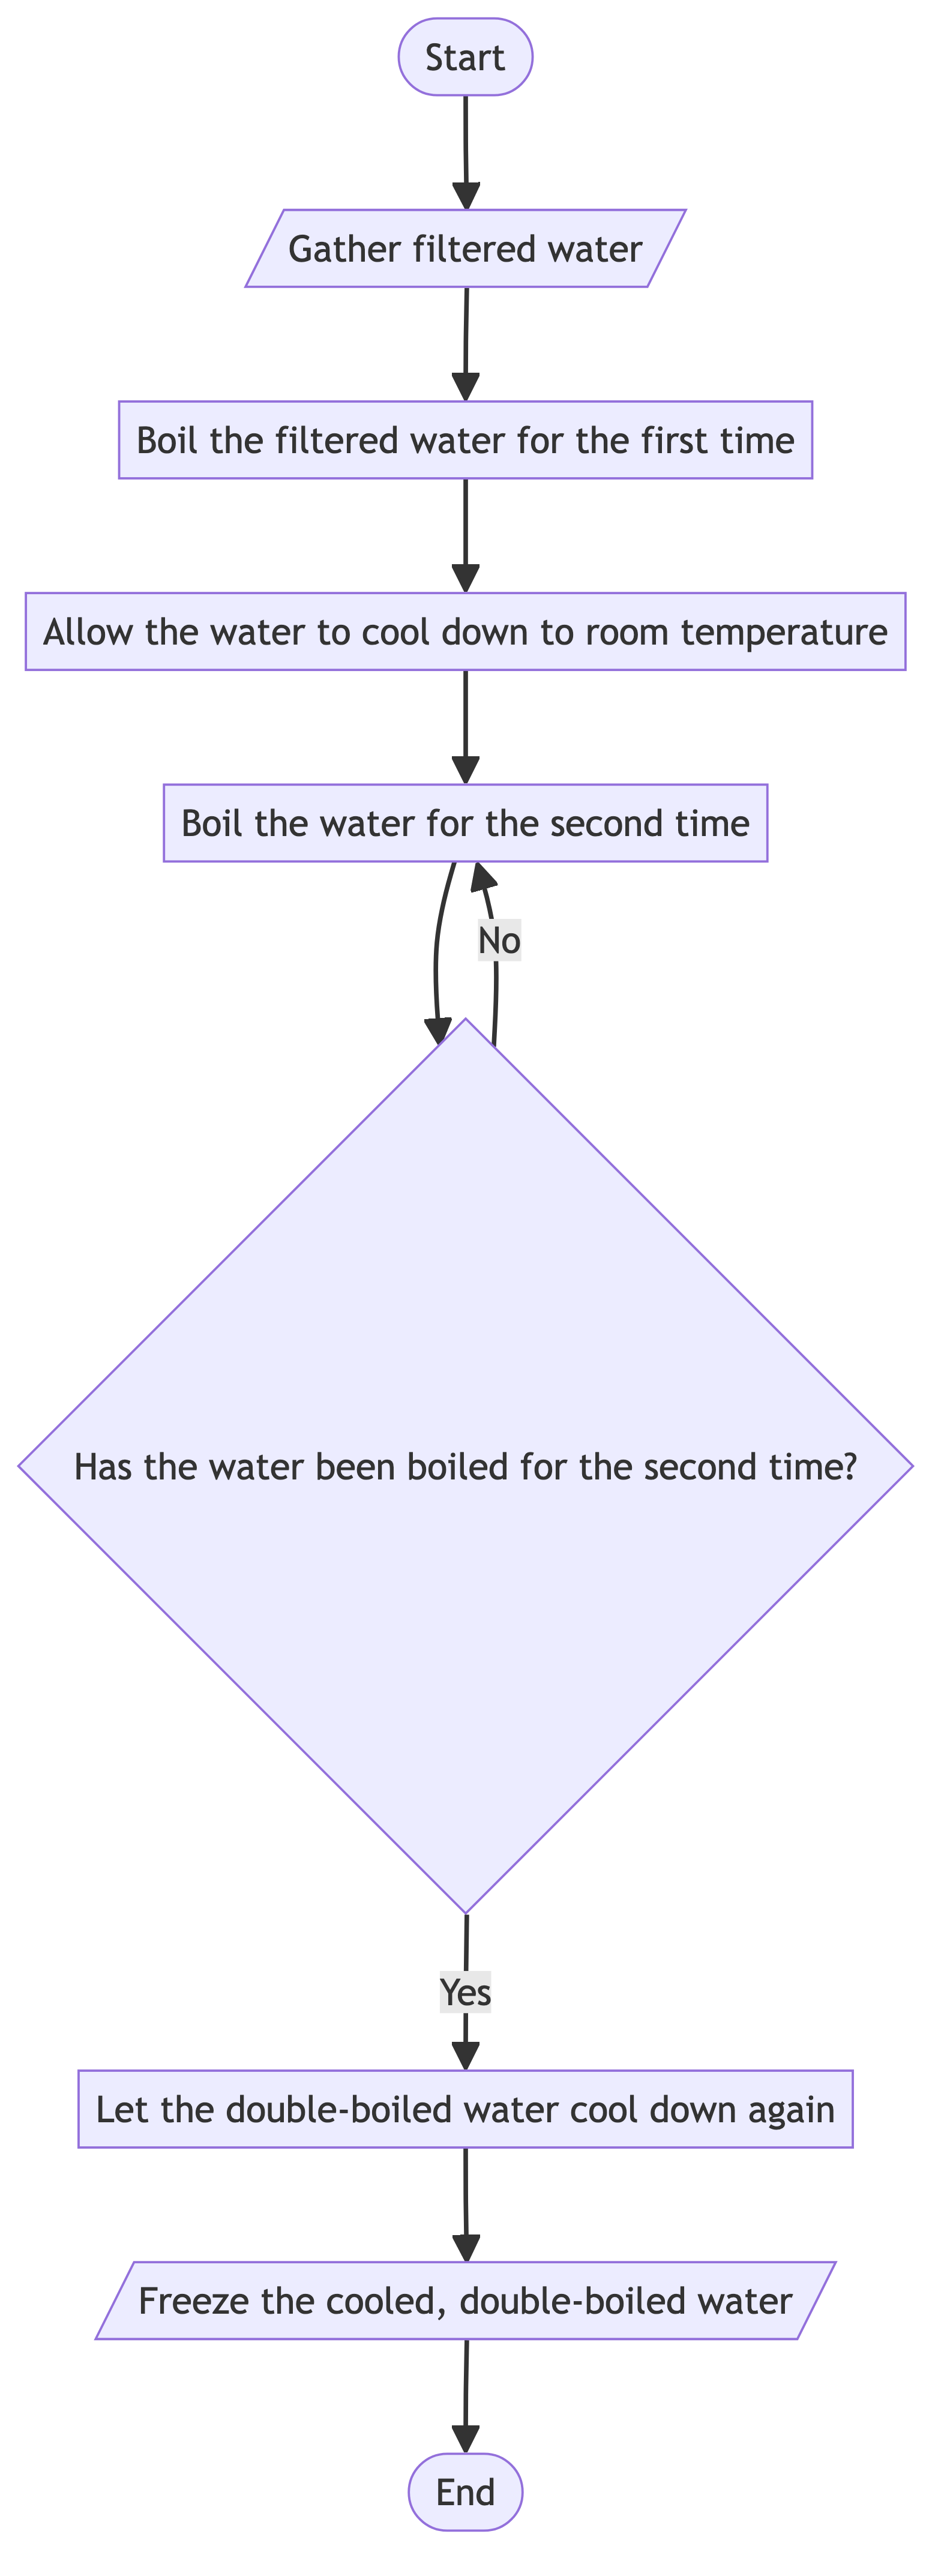 Start
Gather filtered water
Boil the filtered water for the first time
Allow the water to cool down to room temperature
Boil the water for the second time
No
Has the water been boiled for the second time?
Yes
Let the double-boiled water cool down again
Freeze the cooled, double-boiled water
End